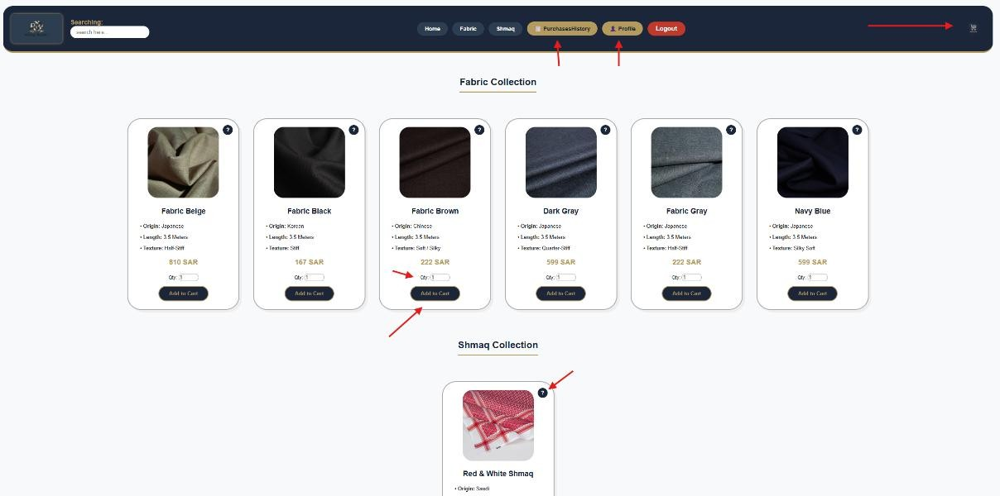 Searching:
search here...
Home
Fabric
Shmaq
PurchasesHistory
Profile
Logout
Fabric Collection
?
?
?
?
?
?
Fabric Beige
Fabric Black
Fabric Brown
Dark Gray
Fabric Gray
Navy Blue
• Origin: Japanese
• Origin: Korean
• Origin: Chinese
• Origin: Japanese
• Origin: Japanese
• Origin: Japanese
• Length: 3.5 Meters
• Length: 3.5 Meters
• Length: 3.5 Meters
• Length: 3.5 Meters
• Length: 3.5 Meters
• Length: 3.5 Meters
• Texture: Half-Stiff
• Texture: Stiff
• Texture: Soft / Silky
• Texture: Quarter-Stiff
• Texture: Half-Stiff
• Texture: Silky Soft
810 SAR
167 SAR
222 SAR
599 SAR
222 SAR
599 SAR
Qty: 1
Qty: 1
Qty: 1
Qty: 1
Qty: 1
Qty: 1
Add to Cart
Add to Cart
Add to Cart
Add to Cart
Add to Cart
Add to Cart
Shmaq Collection
?
Red & White Shmaq
• Origin: Saudi